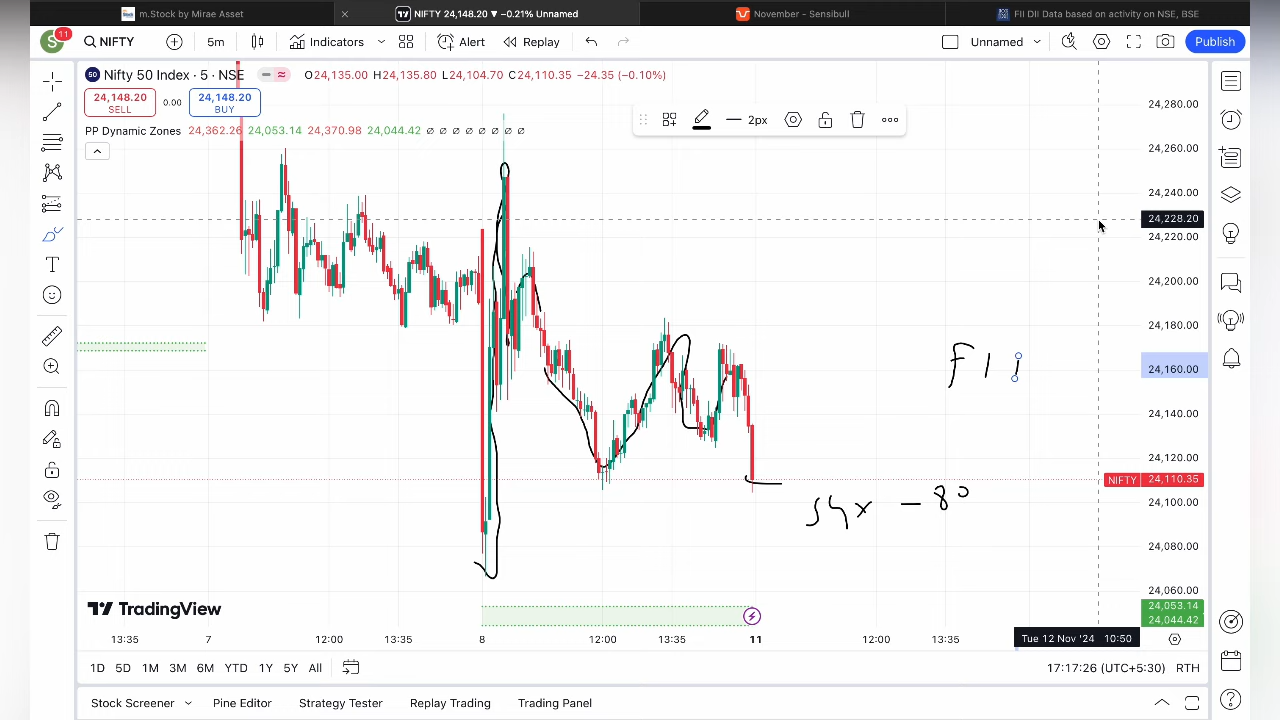 m.Stock by Mirae Asset
NIFTY 24,148.20 ▼ −0.21% Unnamed
November - Sensibull
FII DII Data based on activity on NSE, BSE
S 11 NIFTY 5m Indicators Alert Replay Unnamed Publish
50 Nifty 50 Index · 5 · NSE O24,135.00 H24,135.80 L24,104.70 C24,110.35 −24.35 (−0.10%)
24,148.20 SELL 0.00 24,148.20 BUY
2px
PP Dynamic Zones 24,362.26 24,053.14 24,370.98 24,044.42 ∅ ∅ ∅ ∅ ∅ ∅ ∅ ∅
24,280.00
24,260.00
24,240.00
24,228.20
24,220.00
24,200.00
24,180.00
24,160.00
24,140.00
24,120.00
NIFTY 24,110.35
24,100.00
24,080.00
24,060.00
24,053.14
24,044.42
FII
− 80
TradingView
13:35 7 12:00 13:35 8 12:00 13:35 11 12:00 13:35 Tue 12 Nov '24 10:50
1D 5D 1M 3M 6M YTD 1Y 5Y All 17:17:26 (UTC+5:30) RTH
Stock Screener Pine Editor Strategy Tester Replay Trading Trading Panel